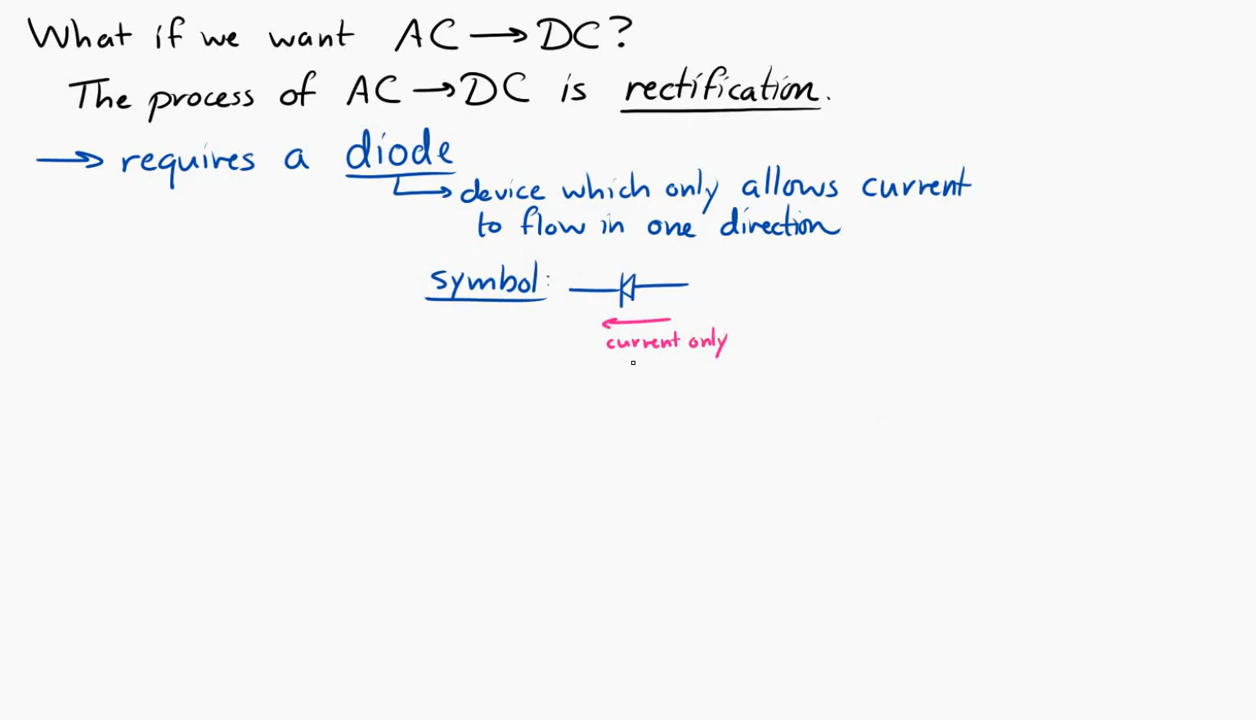 What if we want AC → DC?
The process of AC → DC is rectification.
→ requires a diode
device which only allows current
to flow in one direction
symbol:
current only